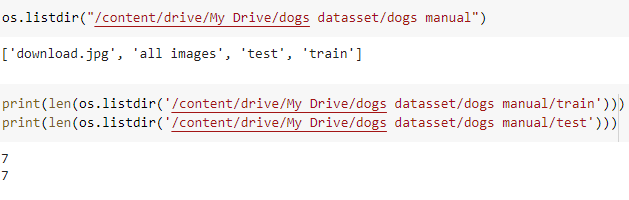 os.listdir("/content/drive/My Drive/dogs datasset/dogs manual")
['download.jpg', 'all images', 'test', 'train']
print(len(os.listdir('/content/drive/My Drive/dogs datasset/dogs manual/train')))
print(len(os.listdir('/content/drive/My Drive/dogs datasset/dogs manual/test')))
7
7